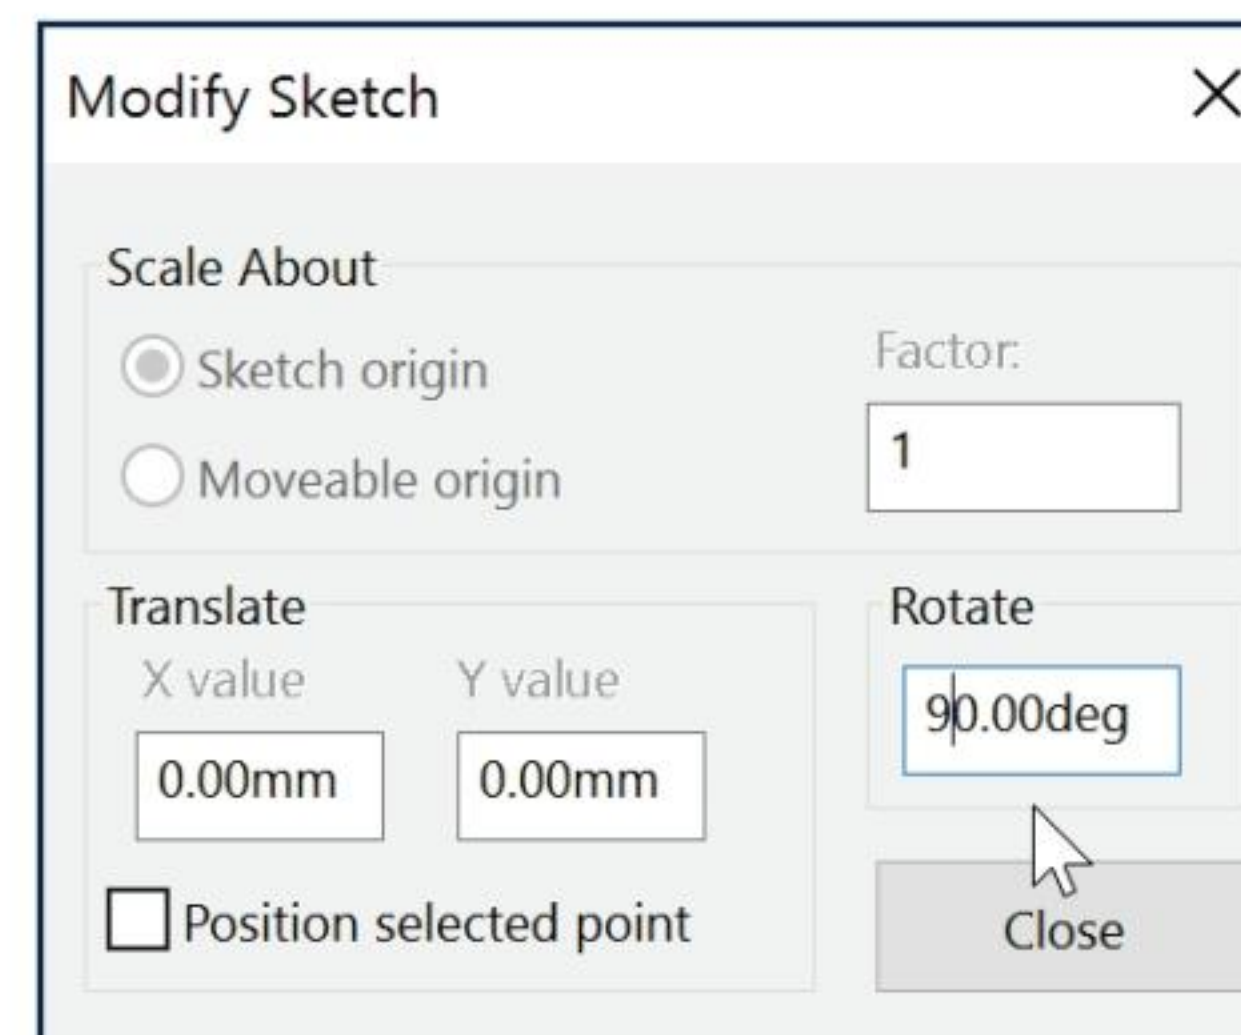 Modify Sketch
Scale About
Sketch origin
Factor:
Moveable origin
1
Translate
Rotate
X value
Y value
90.00deg
0.00mm
0.00mm
Position selected point
Close